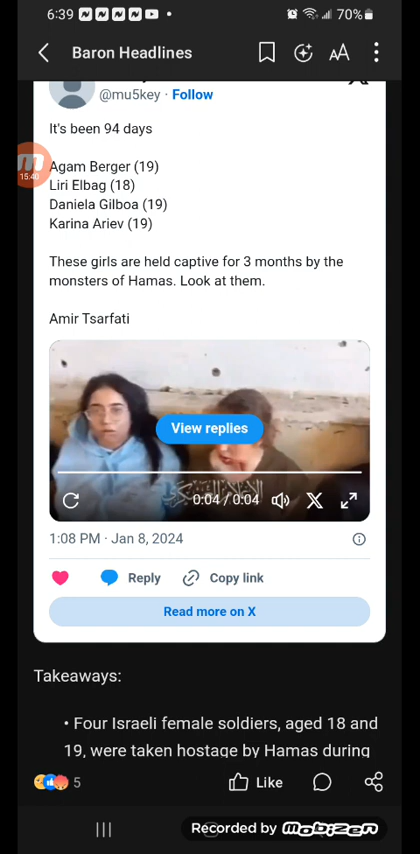 6:39
70%
Baron Headlines
AA
@mu5key · Follow
It's been 94 days
Agam Berger (19)
15:40
Liri Elbag (18)
Daniela Gilboa (19)
Karina Ariev (19)
These girls are held captive for 3 months by the
monsters of Hamas. Look at them.
Amir Tsarfati
View replies
0:04 / 0:04
1:08 PM · Jan 8, 2024
Reply
Copy link
Read more on X
Takeaways:
• Four Israeli female soldiers, aged 18 and
19, were taken hostage by Hamas during
5
Like
Recorded by mobizen